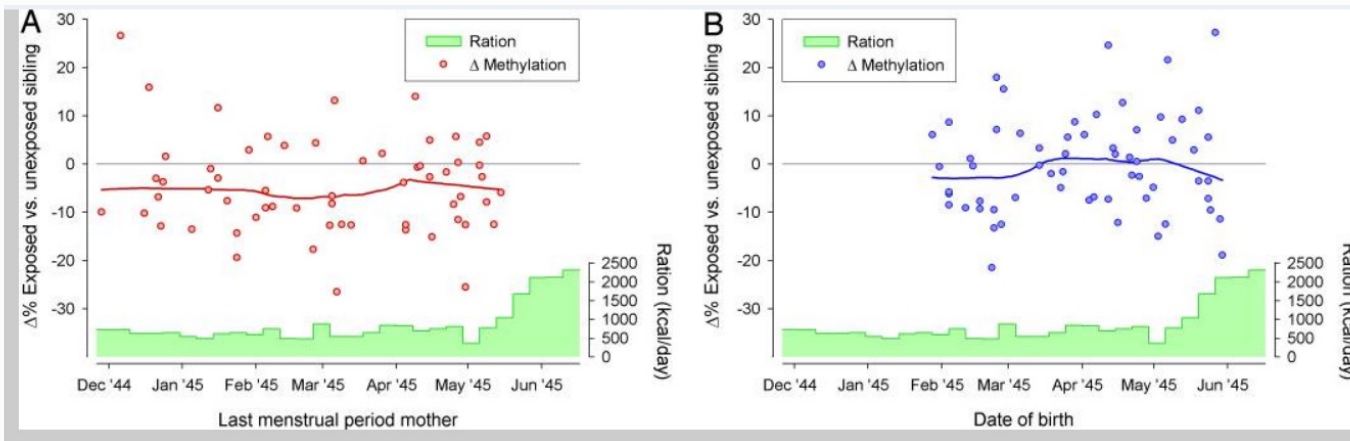 A
Δ% Exposed vs. unexposed sibling
30
20
10
0
-10
-20
-30
Ration
Δ Methylation
2500
2000
1500
1000
500
0
Ration (kcal/day)
Dec '44 Jan '45 Feb '45 Mar '45 Apr '45 May '45 Jun '45
Last menstrual period mother
B
Δ% Exposed vs. unexposed sibling
30
20
10
0
-10
-20
-30
Ration
Δ Methylation
2500
2000
1500
1000
500
0
Ration (kcal/day)
Dec '44 Jan '45 Feb '45 Mar '45 Apr '45 May '45 Jun '45
Date of birth